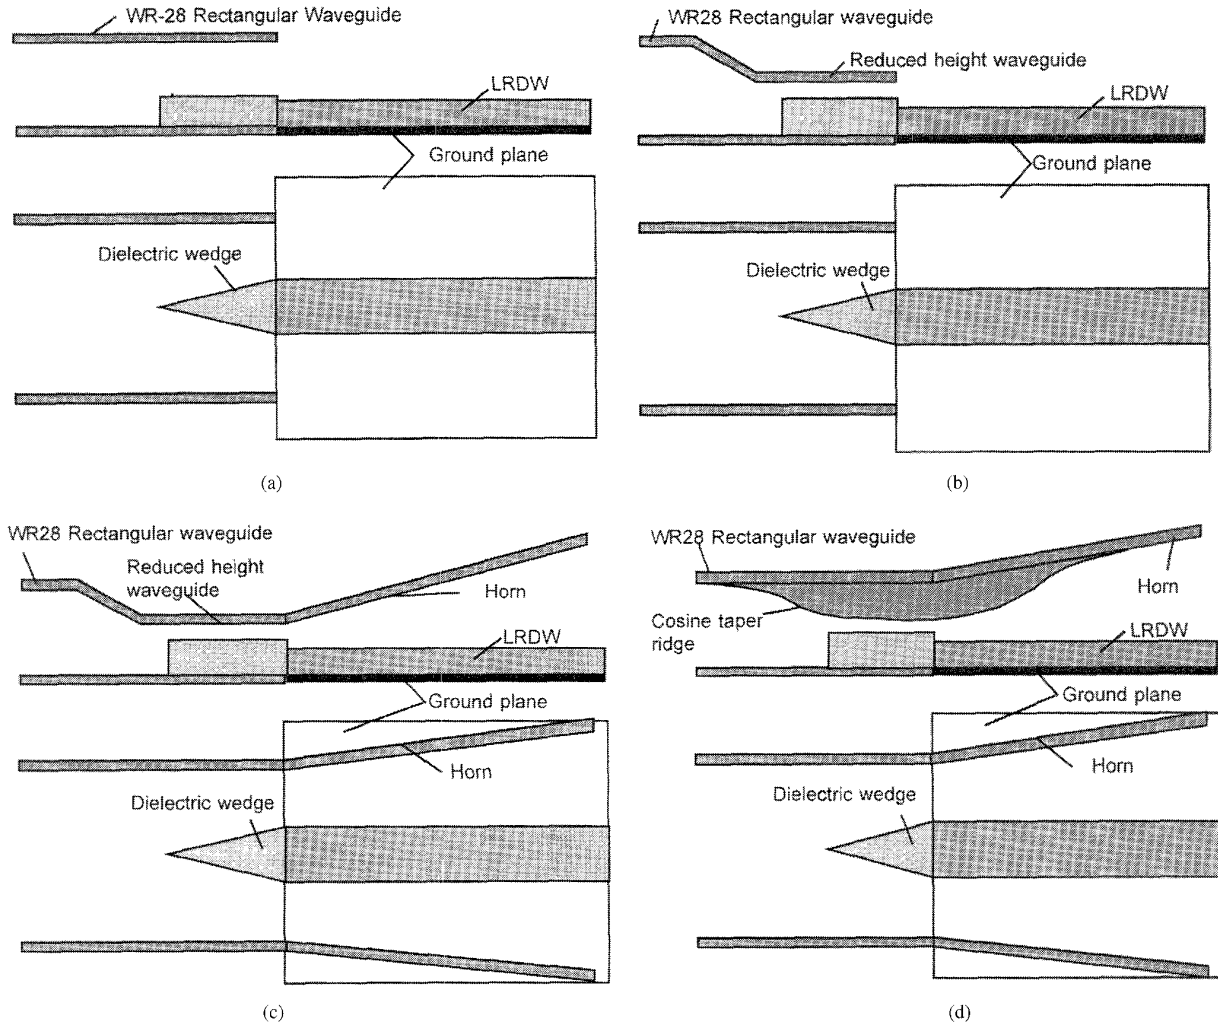 WR-28 Rectangular Waveguide
LRDW
Ground plane
Dielectric wedge
(a)
WR28 Rectangular waveguide
Reduced height waveguide
LRDW
Ground plane
Dielectric wedge
(b)
WR28 Rectangular waveguide
Reduced height
waveguide
Horn
LRDW
Ground plane
Horn
Dielectric wedge
(c)
WR28 Rectangular waveguide
Horn
Cosine taper
ridge
LRDW
Ground plane
Horn
Dielectric wedge
(d)